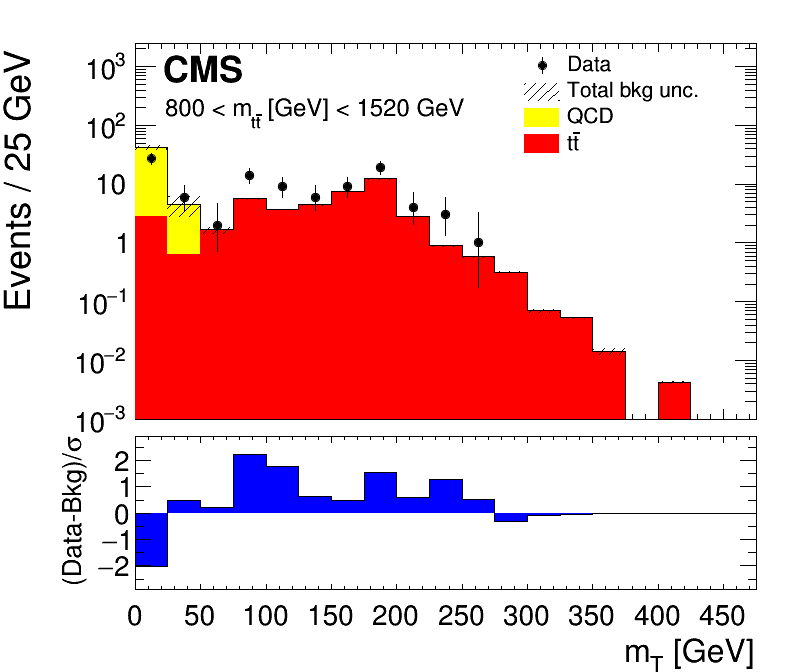 CMS
800 < m_{tt̄} [GeV] < 1520 GeV
Data
Total bkg unc.
QCD
tt̄
Events / 25 GeV
10³
10²
10
1
10⁻¹
10⁻²
10⁻³
(Data-Bkg)/σ
2
1
0
−1
−2
0 50 100 150 200 250 300 350 400 450
m_T [GeV]